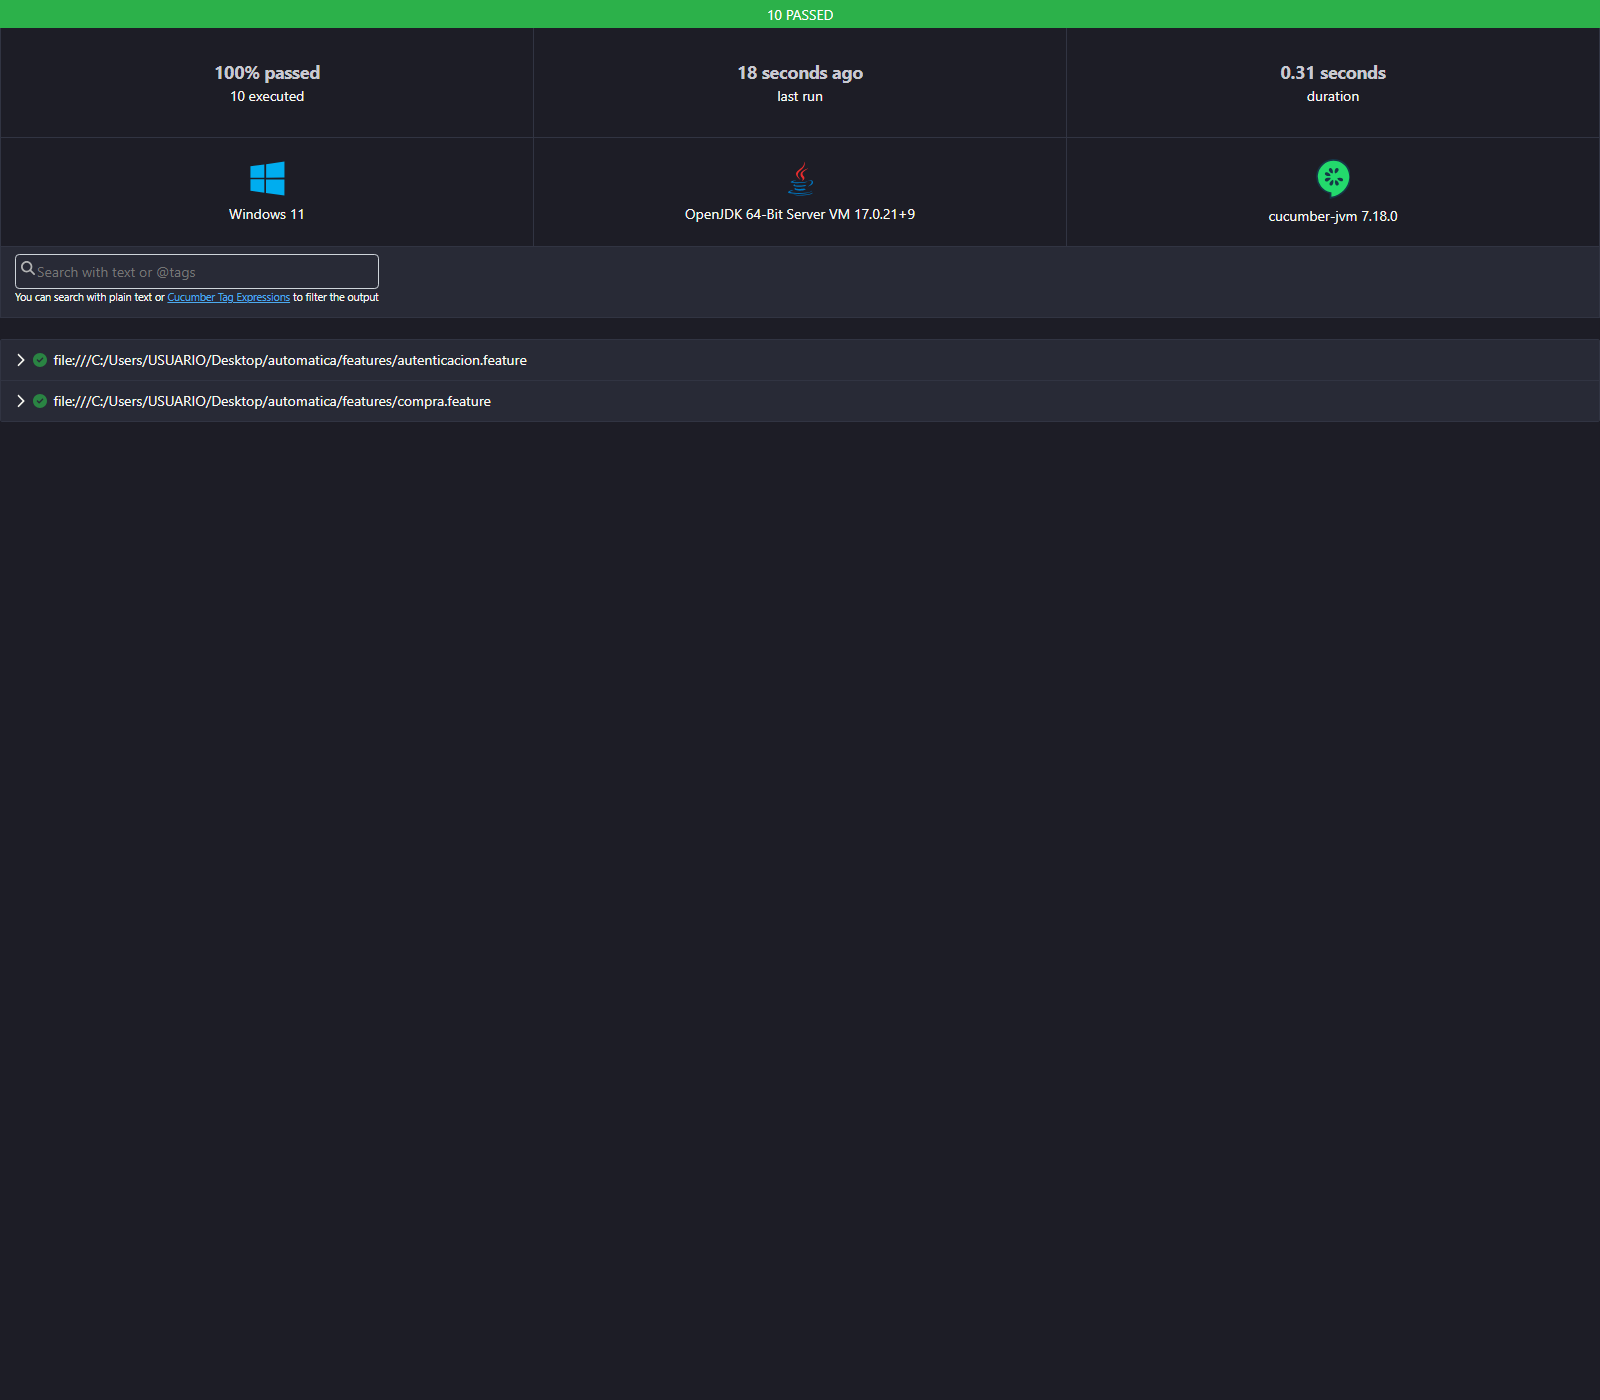 10 PASSED
100% passed
10 executed
18 seconds ago
last run
0.31 seconds
duration
Windows 11
OpenJDK 64-Bit Server VM 17.0.21+9
cucumber-jvm 7.18.0
Search with text or @tags
You can search with plain text or Cucumber Tag Expressions to filter the output
file:///C:/Users/USUARIO/Desktop/automatica/features/autenticacion.feature
file:///C:/Users/USUARIO/Desktop/automatica/features/compra.feature